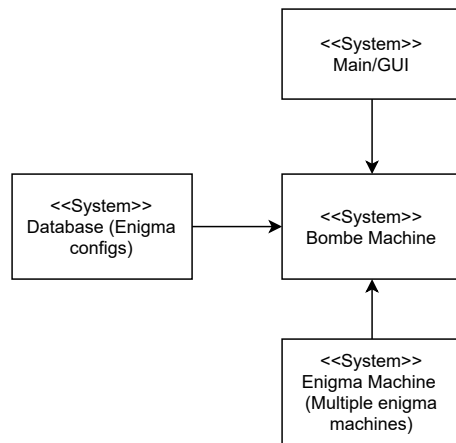 <<System>>
Main/GUI
<<System>>
Database (Enigma
configs)
<<System>>
Bombe Machine
<<System>>
Enigma Machine
(Multiple enigma
machines)